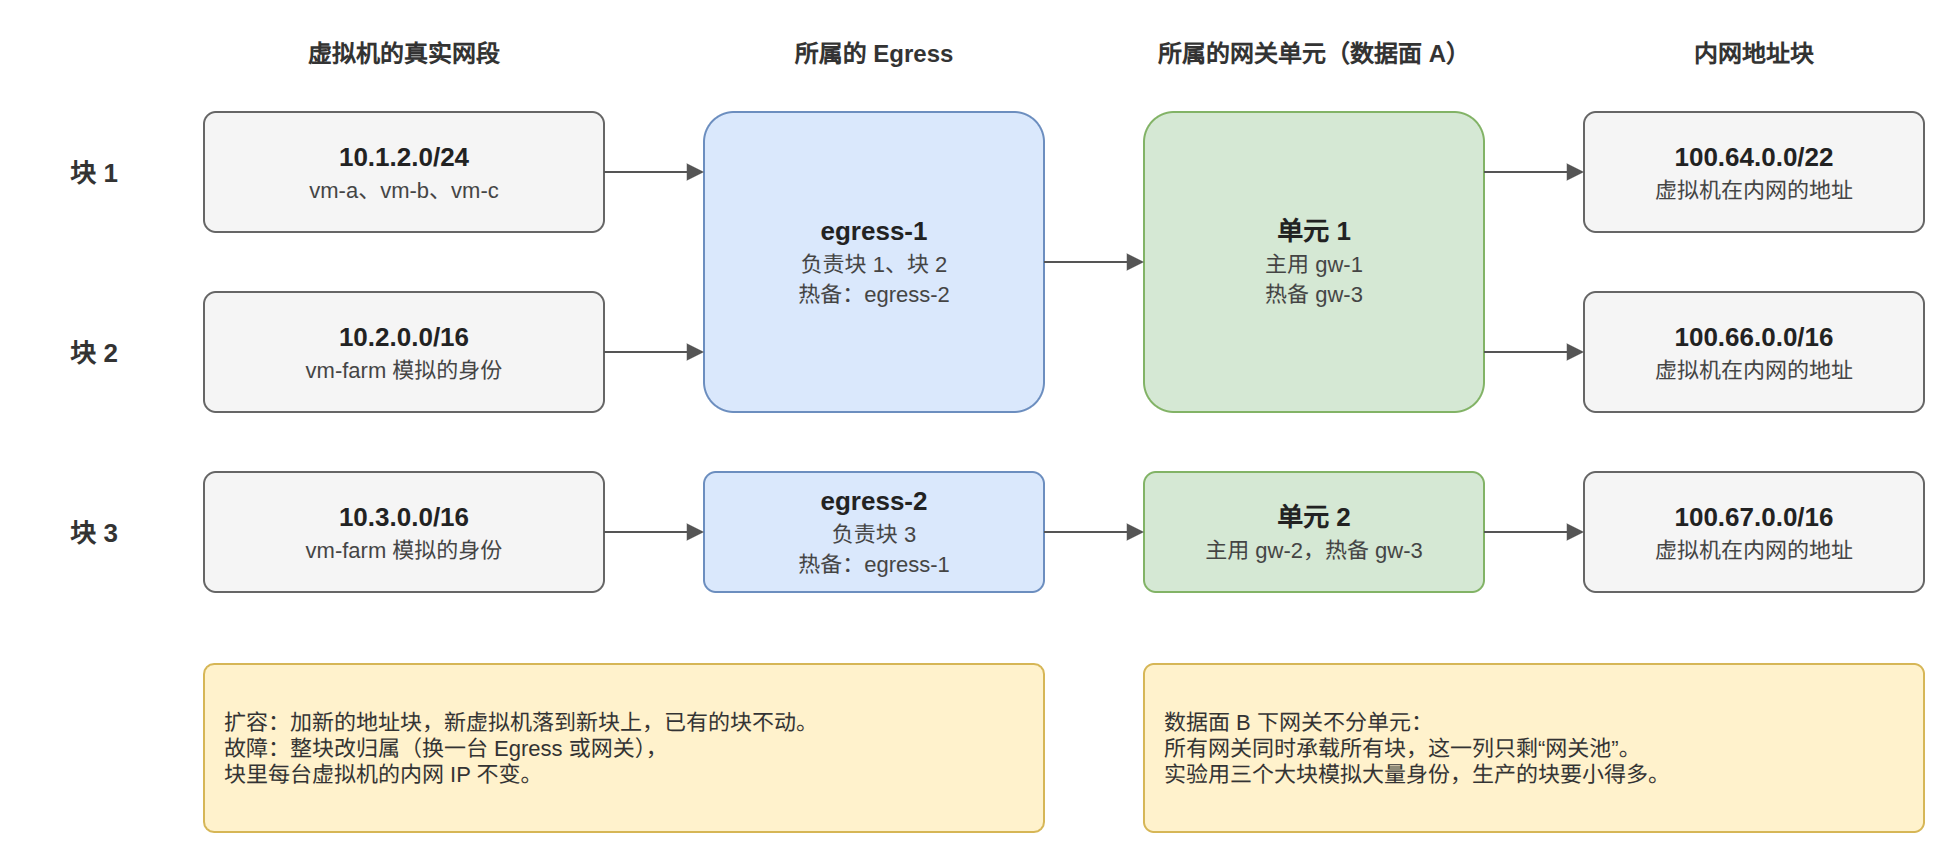 虚拟机的真实网段
所属的 Egress
所属的网关单元（数据面 A）
内网地址块
块 1
10.1.2.0/24
vm-a、vm-b、vm-c
egress-1
负责块 1、块 2
热备：egress-2
单元 1
主用 gw-1
热备 gw-3
100.64.0.0/22
虚拟机在内网的地址
块 2
10.2.0.0/16
vm-farm 模拟的身份
100.66.0.0/16
虚拟机在内网的地址
块 3
10.3.0.0/16
vm-farm 模拟的身份
egress-2
负责块 3
热备：egress-1
单元 2
主用 gw-2，热备 gw-3
100.67.0.0/16
虚拟机在内网的地址
扩容：加新的地址块，新虚拟机落到新块上，已有的块不动。
故障：整块改归属（换一台 Egress 或网关），
块里每台虚拟机的内网 IP 不变。
数据面 B 下网关不分单元：
所有网关同时承载所有块，这一列只剩“网关池”。
实验用三个大块模拟大量身份，生产的块要小得多。